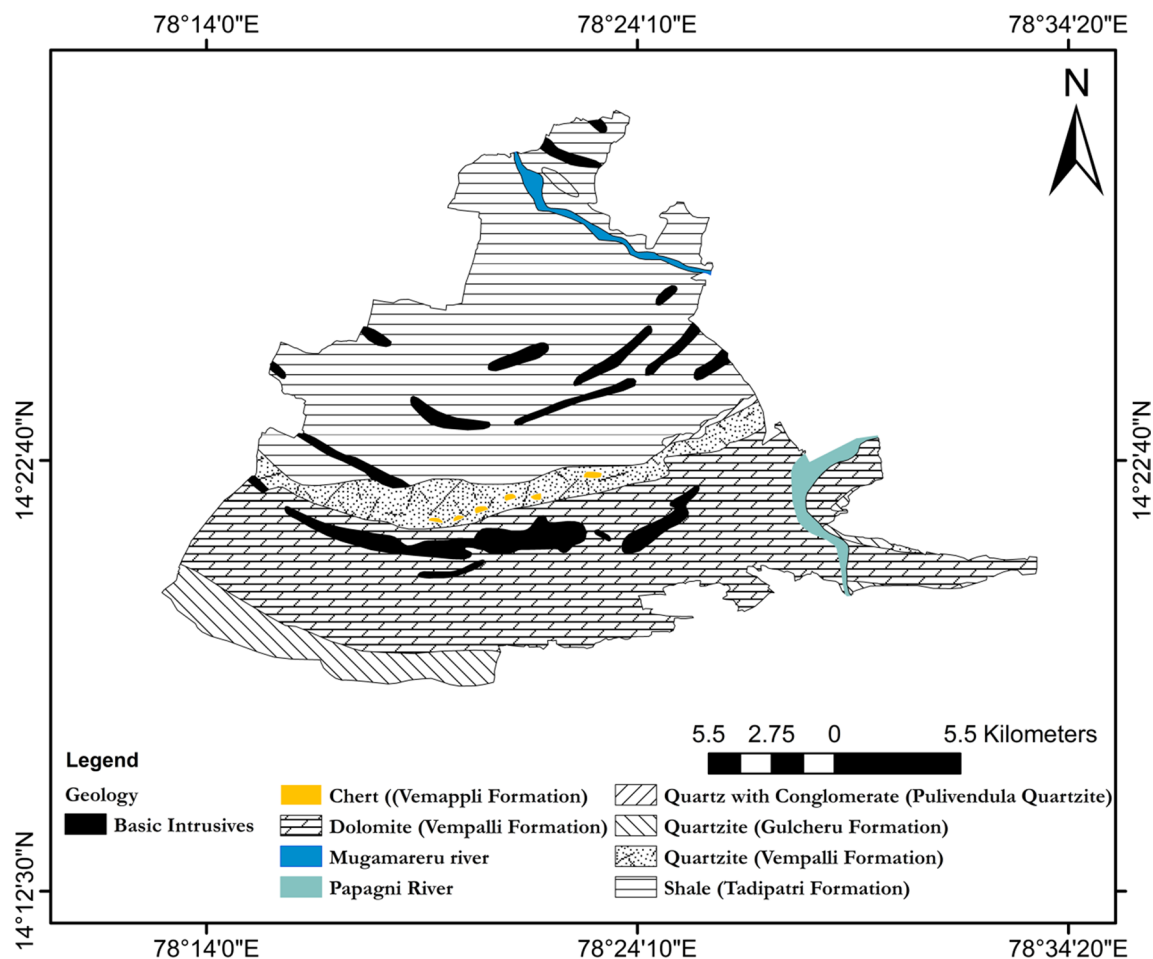 78°14'0"E 78°24'10"E 78°34'20"E
N
14°22'40"N 14°22'40"N
5.5 2.75 0 5.5 Kilometers
Legend
Geology
Basic Intrusives
Chert ((Vemappli Formation)
Dolomite (Vempalli Formation)
Mugamareru river
Papagni River
Quartz with Conglomerate (Pulivendula Quartzite)
Quartzite (Gulcheru Formation)
Quartzite (Vempalli Formation)
Shale (Tadipatri Formation)
14°12'30"N
78°14'0"E 78°24'10"E 78°34'20"E